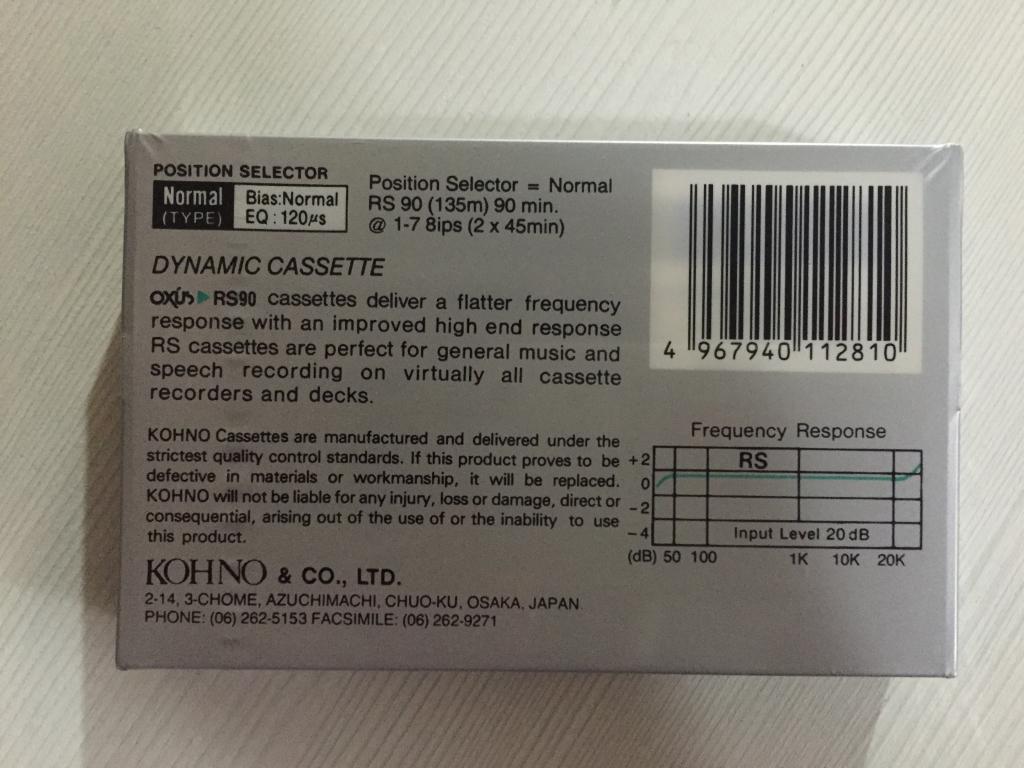 POSITION SELECTOR
Normal
(TYPE)
Bias:Normal
EQ : 120µs
Position Selector = Normal
RS 90 (135m) 90 min.
@ 1-7 8ips (2 x 45min)
DYNAMIC CASSETTE
OXÍUS RS90 cassettes deliver a flatter frequency
response with an improved high end response
RS cassettes are perfect for general music and
speech recording on virtually all cassette
recorders and decks.
4 967940 112810
KOHNO Cassettes are manufactured and delivered under the
strictest quality control standards. If this product proves to be
defective in materials or workmanship, it will be replaced.
KOHNO will not be liable for any injury, loss or damage, direct or
consequential, arising out of the use of or the inability to use
this product.
KOHNO & CO., LTD.
2-14, 3-CHOME, AZUCHIMACHI, CHUO-KU, OSAKA, JAPAN
PHONE: (06) 262-5153 FACSIMILE: (06) 262-9271
Frequency Response
+2
0
-2
-4
RS
Input Level 20 dB
(dB) 50 100 1K 10K 20K